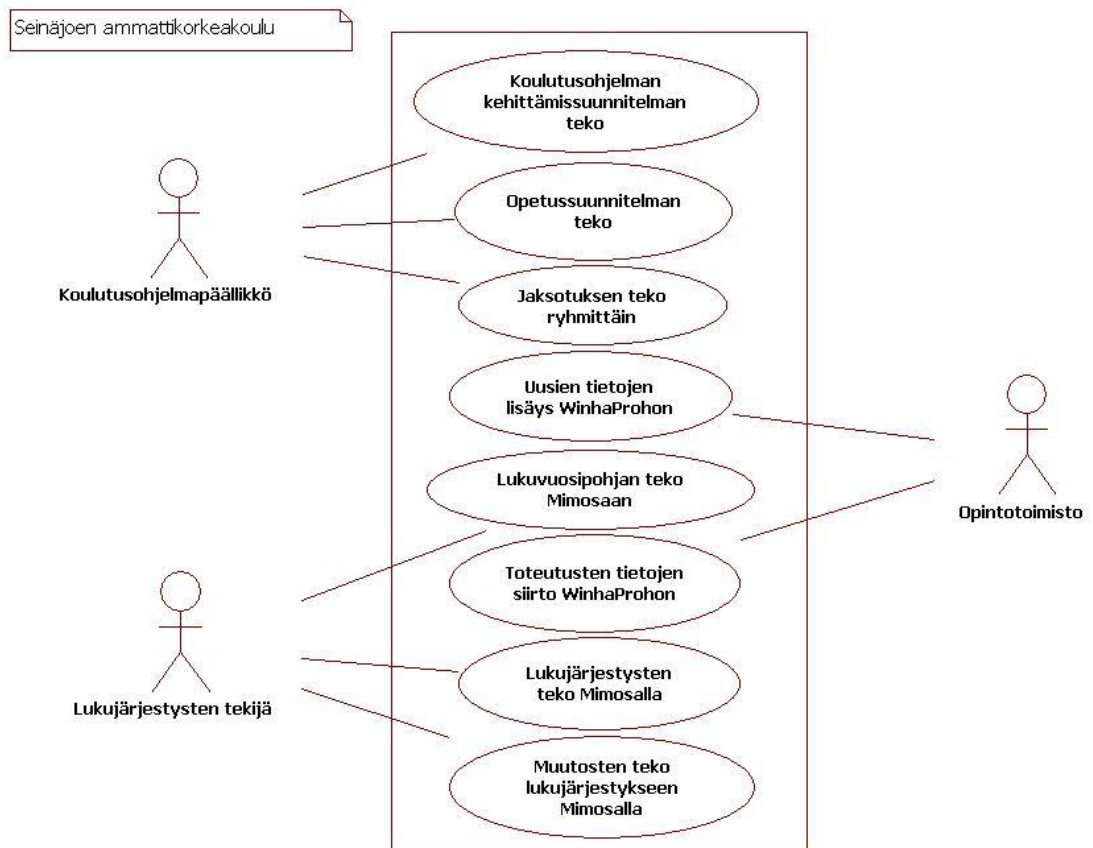 Seinäjoen ammattikorkeakoulu
Koulutusohjelman
kehittämissuunnitelman
teko
Opetussuunnitelman
teko
Koulutusohjelmapäällikkö
Jaksotuksen teko
ryhmittäin
Uusien tietojen
lisäys WinhaProhon
Lukuvuosipohjan teko
Mimosaan
Opintotoimisto
Toteutusten tietojen
siirto WinhaProhon
Lukujärjestysten
teko Mimosalla
Lukujärjestysten tekijä
Muutosten teko
lukujärjestykseen
Mimosalla